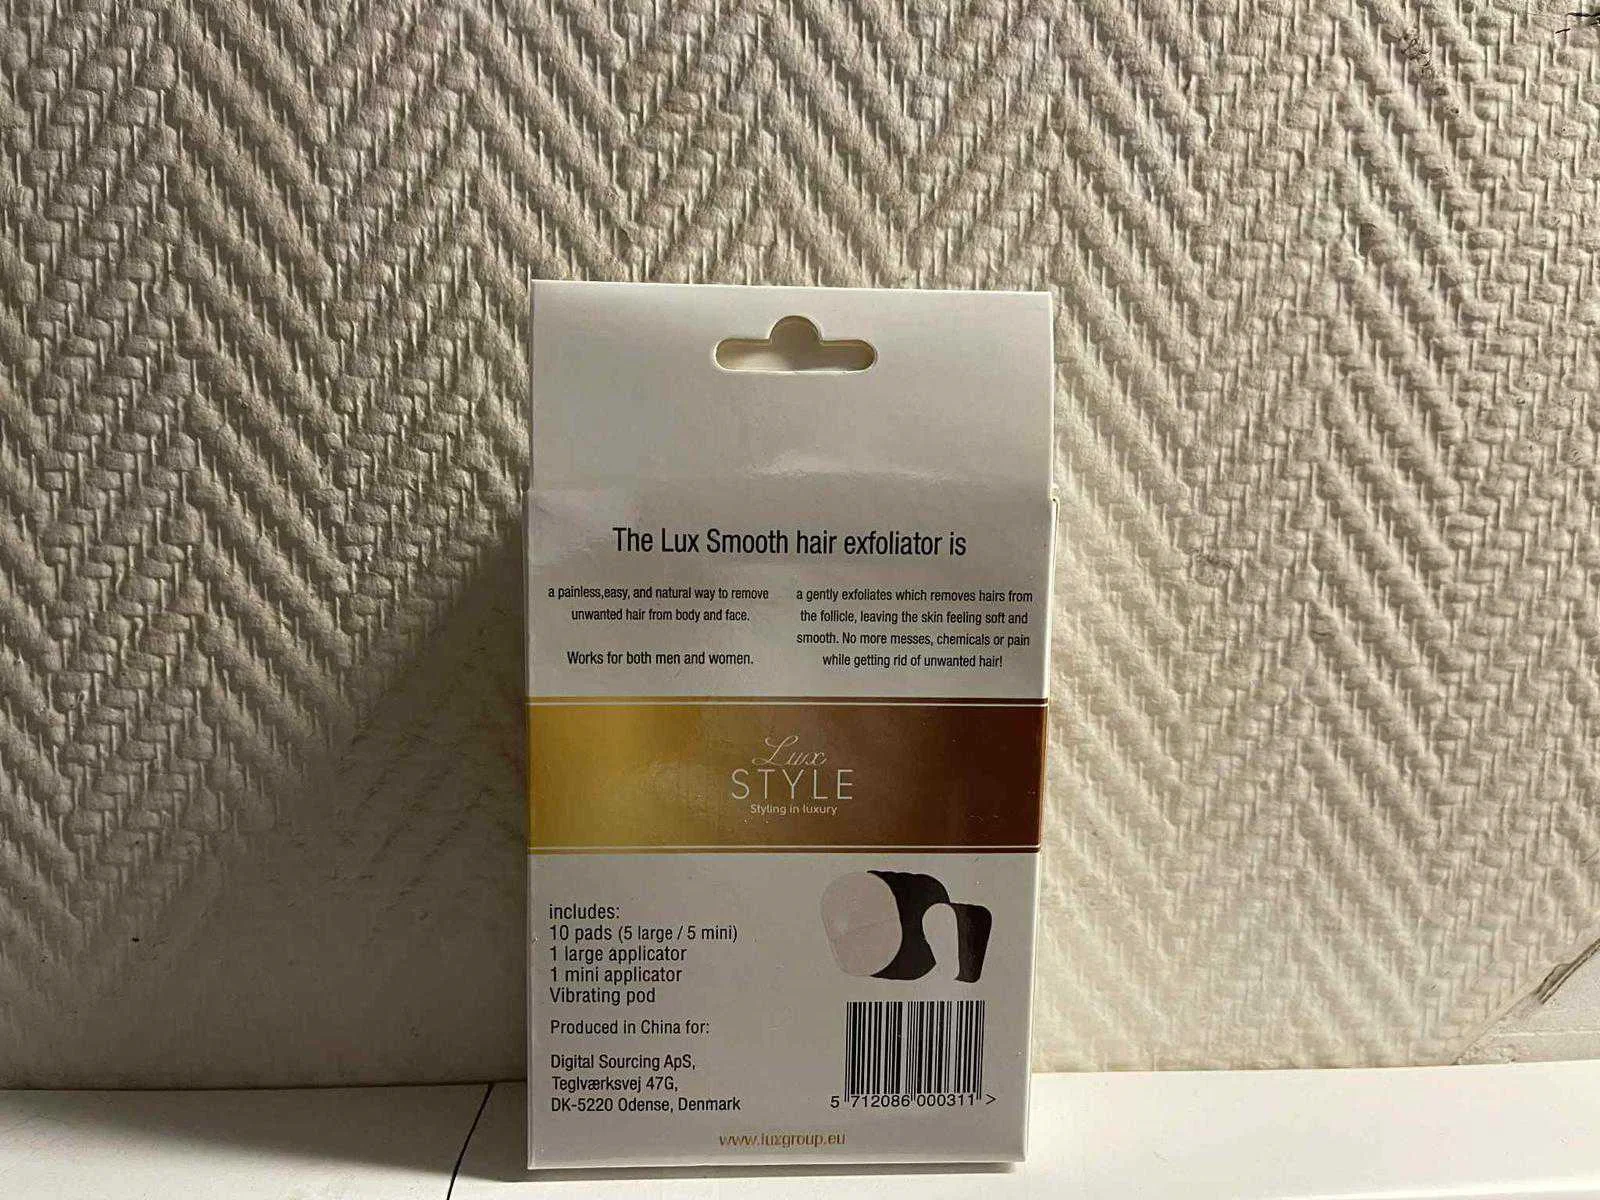 The Lux Smooth hair exfoliator is
a painless,easy, and natural way to remove
unwanted hair from body and face.
Works for both men and women.
a gently exfoliates which removes hairs from
the follicle, leaving the skin feeling soft and
smooth. No more messes, chemicals or pain
while getting rid of unwanted hair!
Lux
STYLE
Styling in luxury
includes:
10 pads (5 large / 5 mini)
1 large applicator
1 mini applicator
Vibrating pod
Produced in China for:
Digital Sourcing ApS,
Teglværksvej 47G,
DK-5220 Odense, Denmark
5 712086 000311 >
www.luxgroup.eu